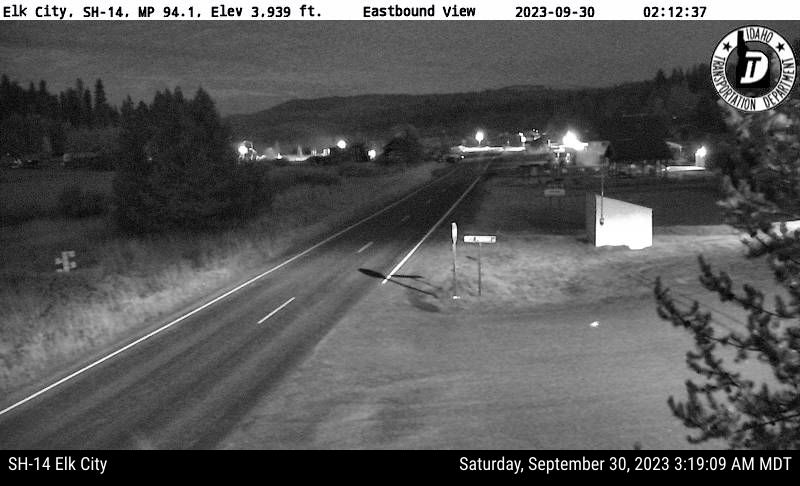 Elk City, SH-14, MP 94.1, Elev 3,939 ft. Eastbound View 2023-09-30 02:12:37
IDAHO
TRANSPORTATION DEPARTMENT
SH-14 Elk City
Saturday, September 30, 2023 3:19:09 AM MDT